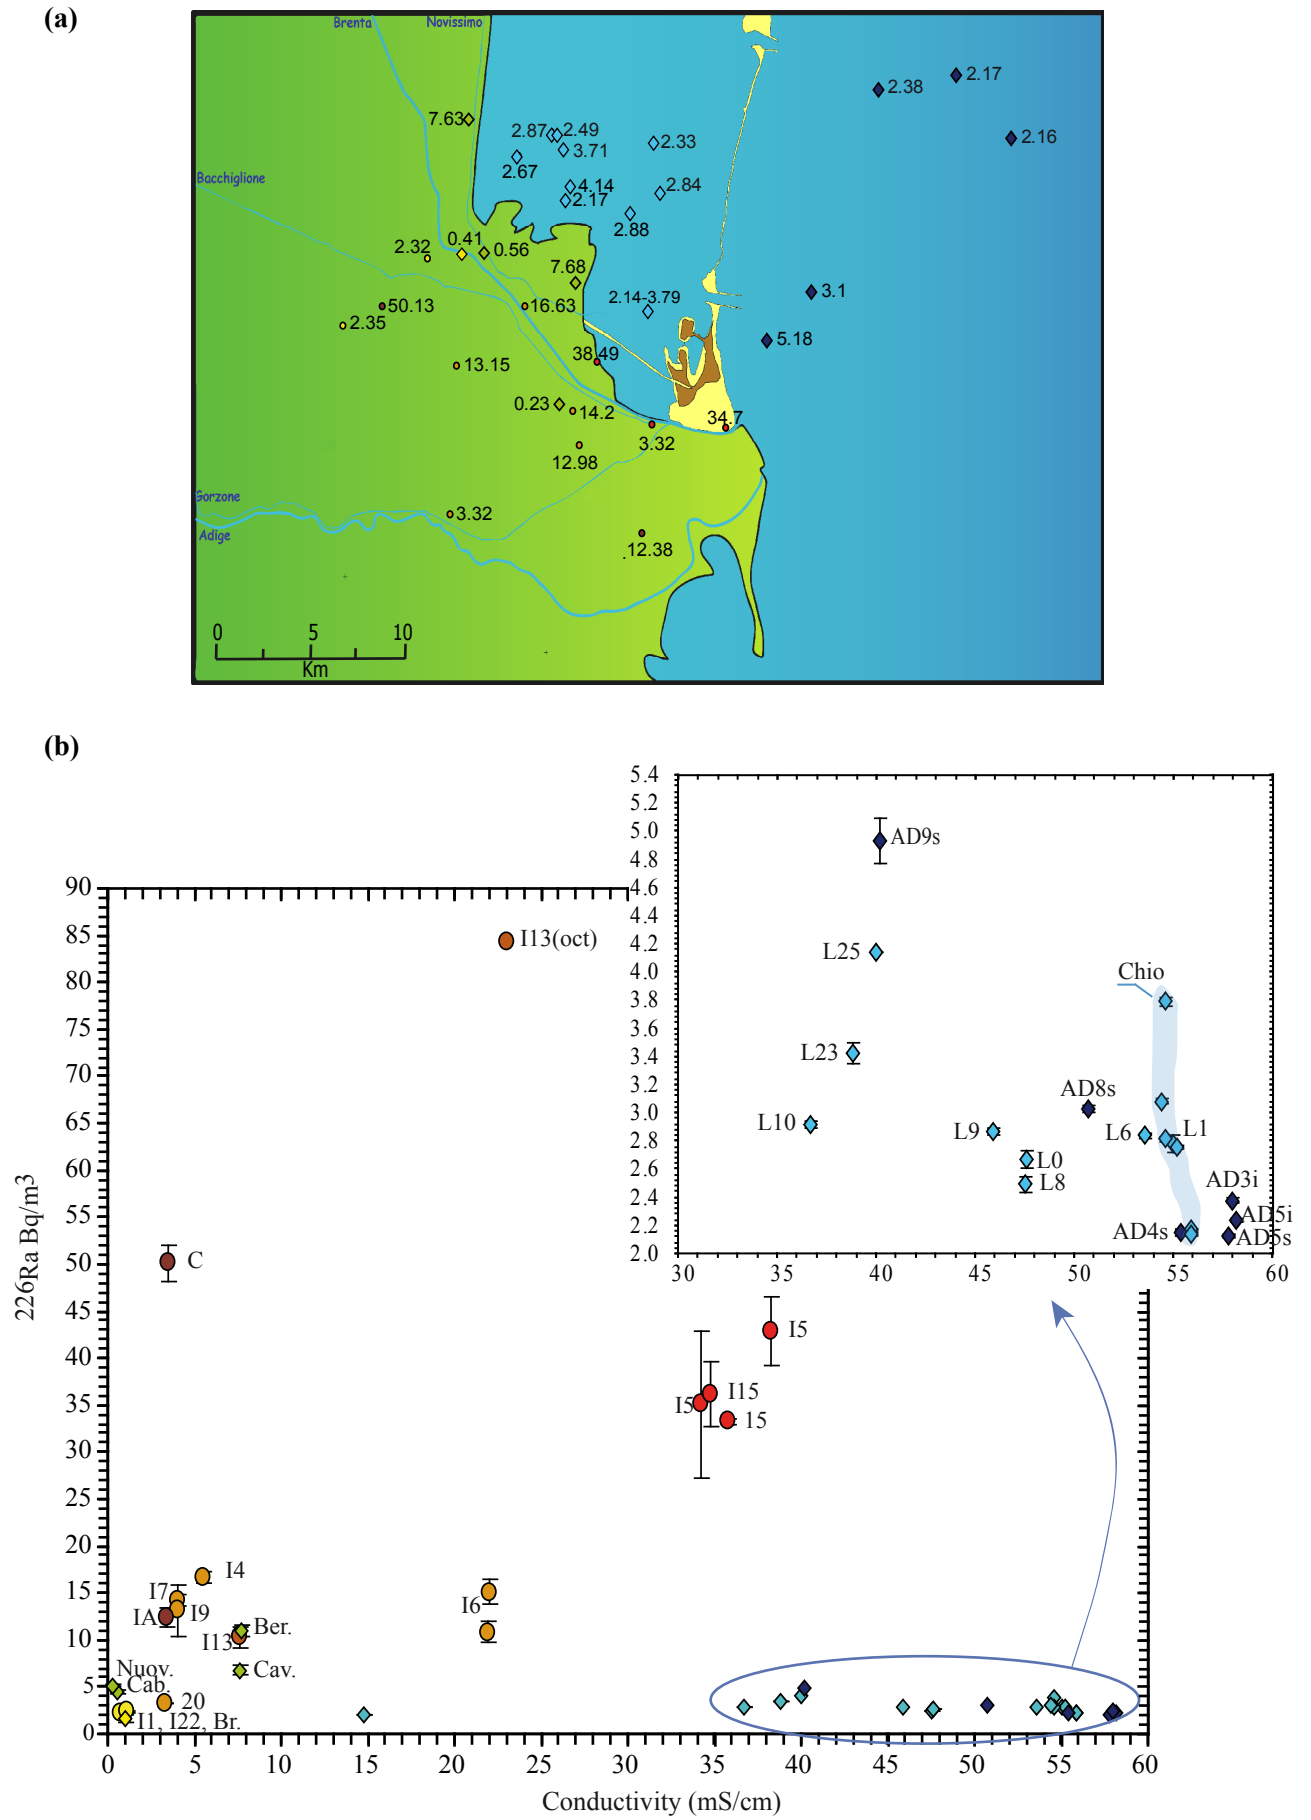 (a)
Brenta
Novissimo
2.17
2.38
7.63
2.87
2.49
2.33
2.16
3.71
2.67
Bacchiglione
4.14
2.84
2.17
2.88
0.41
2.32
0.56
7.68
3.1
2.14-3.79
50.13
16.63
2.35
5.18
38.49
13.15
0.23
14.2
34.7
3.32
12.98
Gorzone
3.32
Adige
.12.38
0 5 10
Km
(b)
5.4
5.2
5.0
4.8
4.6
4.4
4.2
4.0
3.8
3.6
3.4
3.2
3.0
2.8
2.6
2.4
2.2
2.0
AD9s
L25
Chio
L23
AD8s
L10
L9
L6
L1
L0
L8
AD3i
AD5i
AD4s
AD5s
30 35 40 45 50 55 60
90
85
80
75
70
65
60
55
50
45
40
35
30
25
20
15
10
5
0
226Ra Bq/m3
I13(oct)
C
I5
I15
I5
15
I4
I7
I6
IA
I9
Ber.
I13
Nuov.
Cav.
Cab.
20
I1, I22, Br.
0 5 10 15 20 25 30 35 40 45 50 55 60
Conductivity (mS/cm)